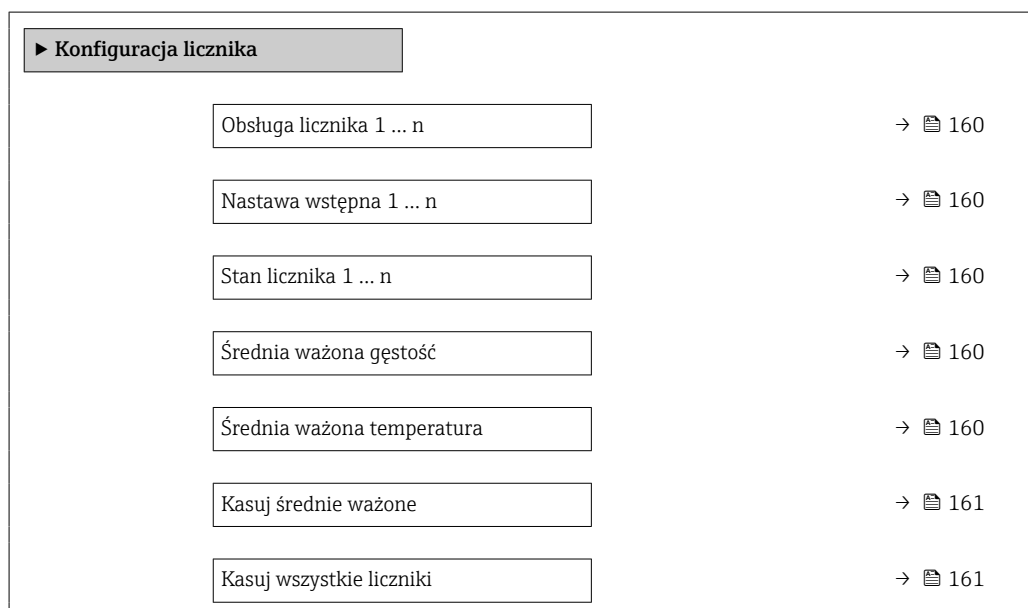 ▶ Konfiguracja licznika
Obsługa licznika 1 … n → 160
Nastawa wstępna 1 … n → 160
Stan licznika 1 … n → 160
Średnia ważona gęstość → 160
Średnia ważona temperatura → 160
Kasuj średnie ważone → 161
Kasuj wszystkie liczniki → 161